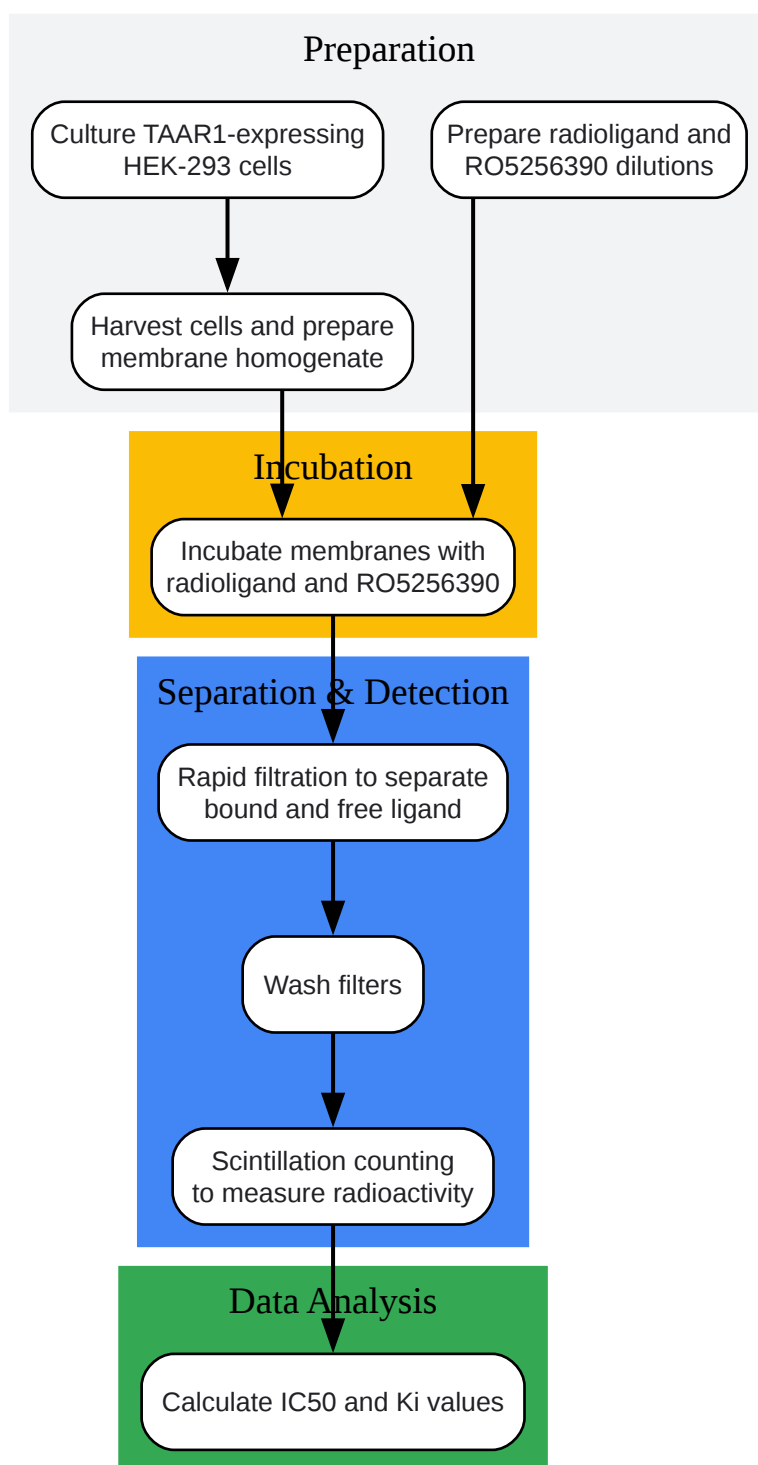 Preparation
Culture TAAR1-expressing
HEK-293 cells
Prepare radioligand and
RO5256390 dilutions
Harvest cells and prepare
membrane homogenate
Incubation
Incubate membranes with
radioligand and RO5256390
Separation & Detection
Rapid filtration to separate
bound and free ligand
Wash filters
Scintillation counting
to measure radioactivity
Data Analysis
Calculate IC50 and Ki values